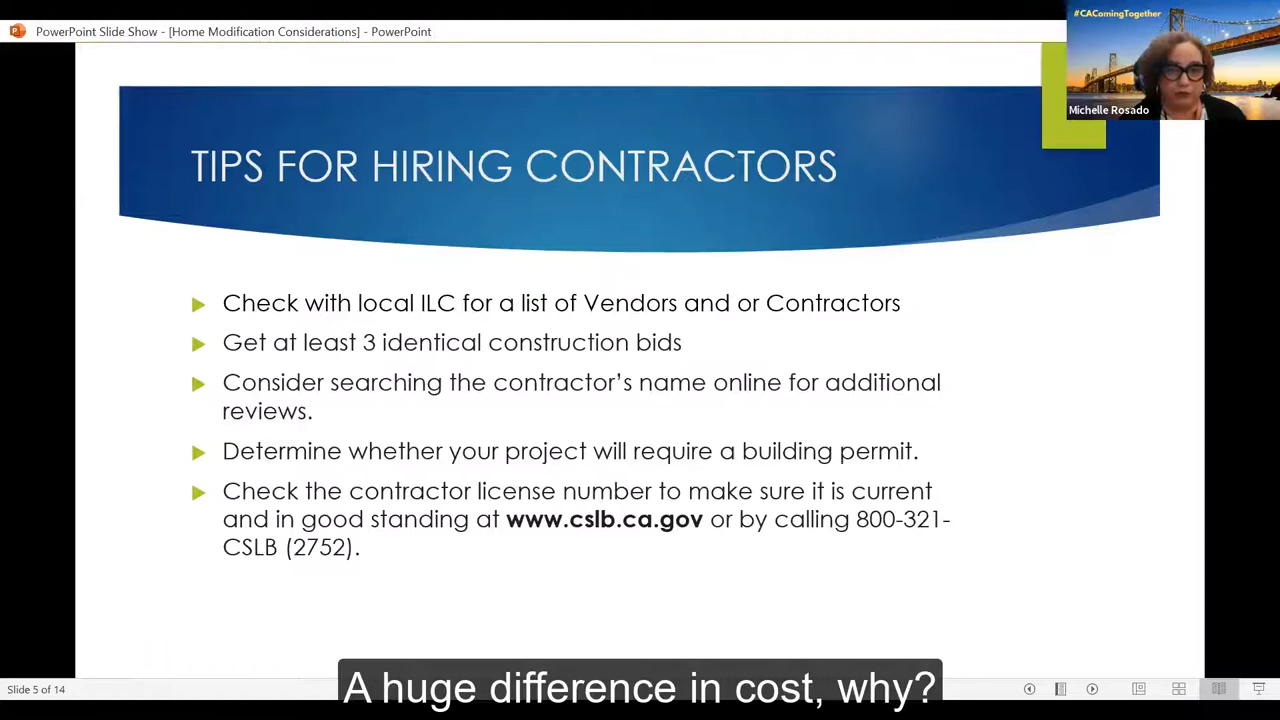 PowerPoint Slide Show - [Home Modification Considerations] - PowerPoint
#CAComingTogether
Michelle Rosado
TIPS FOR HIRING CONTRACTORS
Check with local ILC for a list of Vendors and or Contractors
Get at least 3 identical construction bids
Consider searching the contractor’s name online for additional
reviews.
Determine whether your project will require a building permit.
Check the contractor license number to make sure it is current
and in good standing at www.cslb.ca.gov or by calling 800-321-
CSLB (2752).
A huge difference in cost, why?
Slide 5 of 14